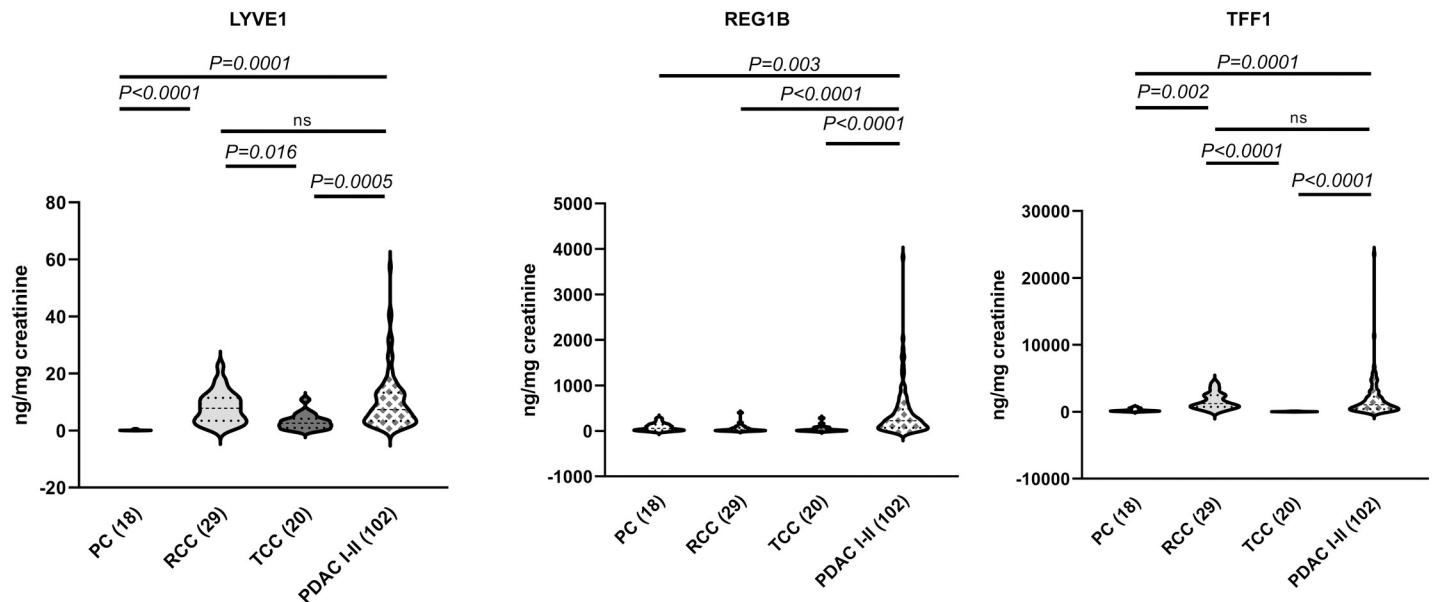 LYVE1
P=0.0001
P<0.0001
ns
P=0.016
P=0.0005
ng/mg creatinine
80
60
40
20
0
-20
PC (18)
RCC (29)
TCC (20)
PDAC I-II (102)
REG1B
P=0.003
P<0.0001
P<0.0001
ng/mg creatinine
5000
4000
3000
2000
1000
0
-1000
PC (18)
RCC (29)
TCC (20)
PDAC I-II (102)
TFF1
P=0.0001
P=0.002
ns
P<0.0001
P<0.0001
ng/mg creatinine
30000
20000
10000
0
-10000
PC (18)
RCC (29)
TCC (20)
PDAC I-II (102)